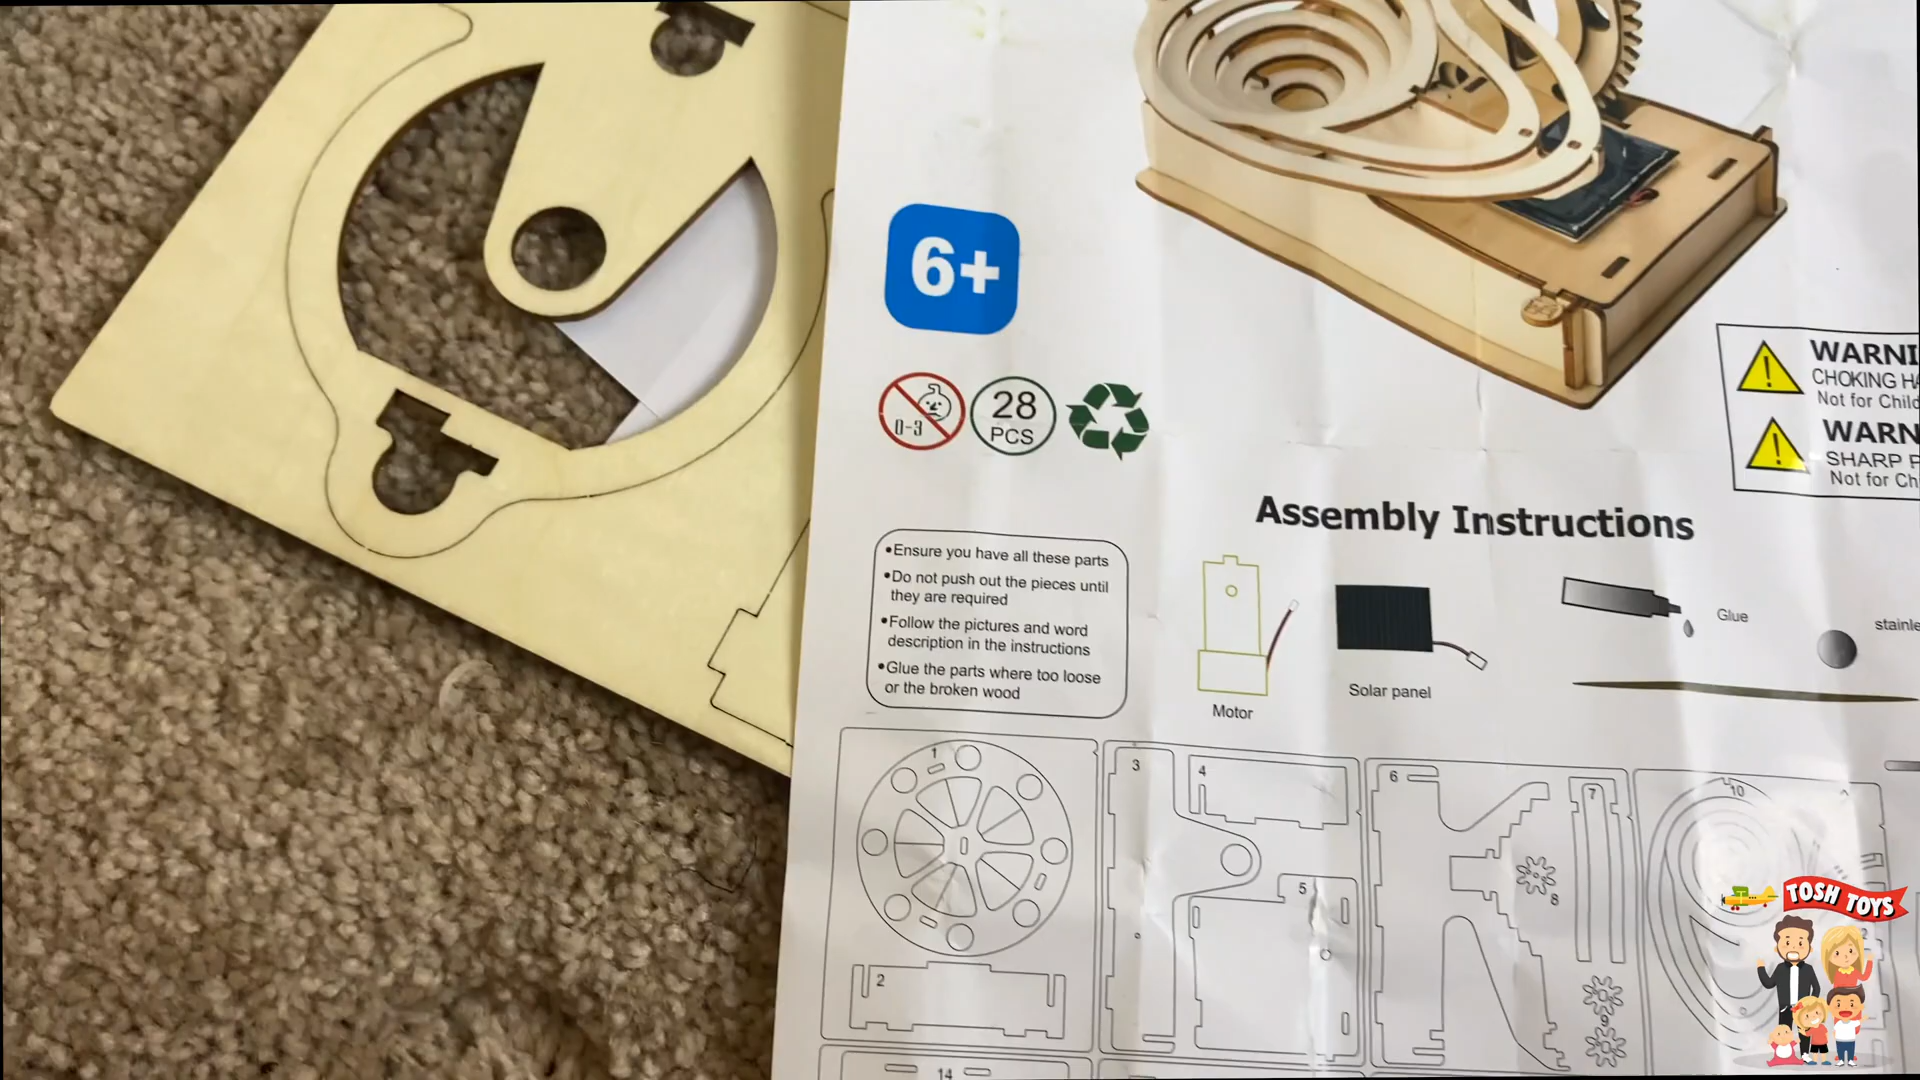 6+
0-3
28
PCS
WARNI
CHOKING HA
Not for Child
WARN
SHARP P
Not for Ch
Assembly Instructions
•Ensure you have all these parts
•Do not push out the pieces until
they are required
•Follow the pictures and word
description in the instructions
•Glue the parts where too loose
or the broken wood
Motor
Solar panel
Glue
stainle
1
2
3
4
5
6
7
8
9
10
14
TOSH TOYS